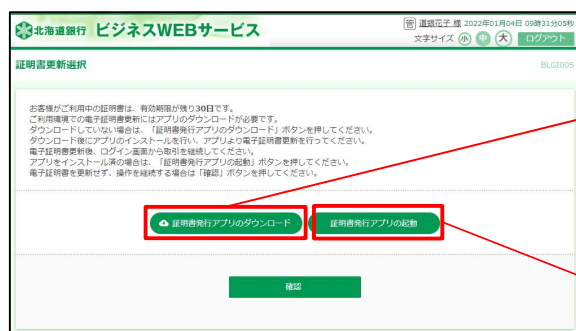 北海道銀行 ビジネスWEBサービス
管 道銀花子 様 2022年01月04日 09時31分05秒
文字サイズ 小 中 大 ログアウト
証明書更新選択
BLGI005
お客様がご利用中の証明書は、有効期限が残り30日です。
ご利用環境での電子証明書更新にはアプリのダウンロードが必要です。
ダウンロードしていない場合は、「証明書発行アプリのダウンロード」ボタンを押してください。
ダウンロード後にアプリのインストールを行い、アプリより電子証明書更新を行ってください。
電子証明書更新後、ログイン画面から取引を継続してください。
アプリをインストール済の場合は、「証明書発行アプリの起動」ボタンを押してください。
電子証明書を更新せず、操作を継続する場合は「確認」ボタンを押してください。
証明書発行アプリのダウンロード
証明書発行アプリの起動
確認